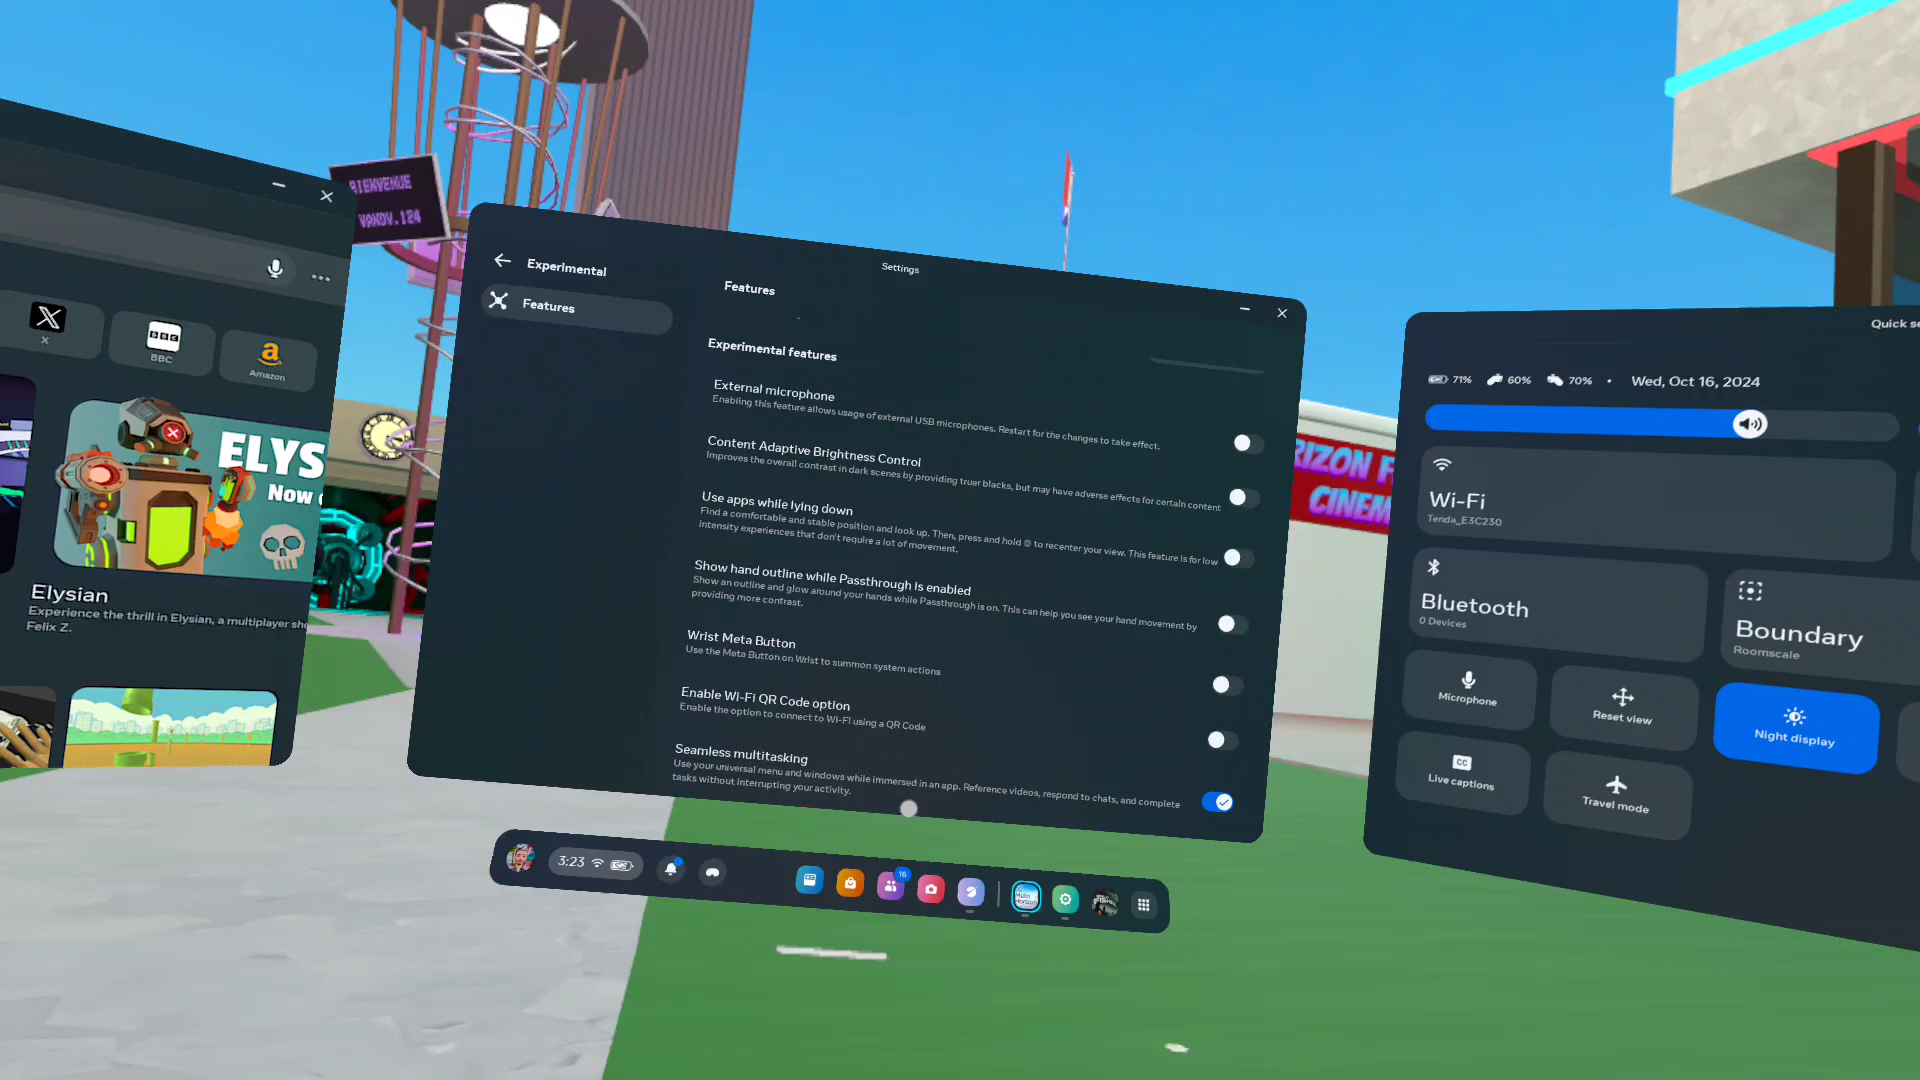 BIENVENUE
VANDV.124
X
BBC
BBC
Amazon
ELYS
Now
Elysian
Experience the thrill in Elysian, a multiplayer
Felix Z.
Settings
Experimental
Features
Features
Experimental features
External microphone
Enabling this feature allows usage of external USB microphones. Restart for the changes to take effect.
Content Adaptive Brightness Control
Improves the overall contrast in dark scenes by providing truer blacks, but may have adverse effects for certain content
Use apps while lying down
Find a comfortable and stable position and look up. Then, press and hold to recenter your view. This feature is for low
intensity experiences that don't require a lot of movement.
Show hand outline while Passthrough is enabled
Show an outline and glow around your hands while Passthrough is on. This can help you see your hand movement by
providing more contrast.
Wrist Meta Button
Use the Meta Button on Wrist to summon system actions
Enable Wi-Fi QR Code option
Enable the option to connect to Wi-Fi using a QR Code
Seamless multitasking
Use your universal menu and windows while immersed in an app. Reference videos, respond to chats, and complete
tasks without interrupting your activity.
3:23
16
RIZON F
CINEM
Quick se
71% 60% 70% • Wed, Oct 16, 2024
Wi-Fi
Tenda_E3C230
Bluetooth
0 Devices
Boundary
Roomscale
Microphone
Reset view
Night display
CC
Live captions
Travel mode